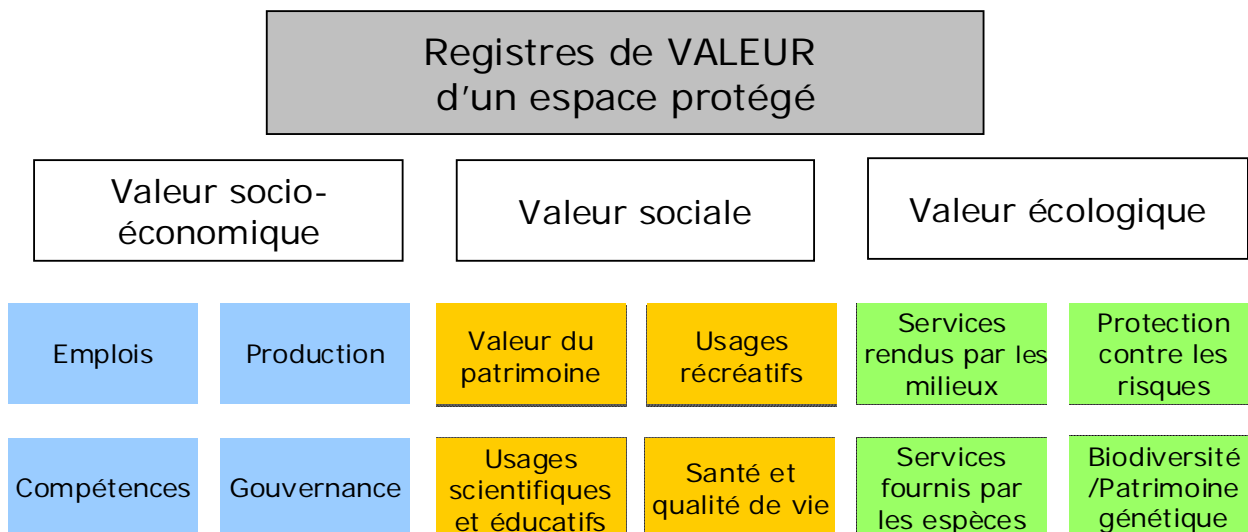 Registres de VALEUR
d'un espace protégé
Valeur socio-
économique
Valeur sociale
Valeur écologique
Emplois
Production
Valeur du
patrimoine
Usages
récréatifs
Services
rendus par les
milieux
Protection
contre les
risques
Compétences
Gouvernance
Usages
scientifiques
et éducatifs
Santé et
qualité de vie
Services
fournis par
les espèces
Biodiversité
/Patrimoine
génétique